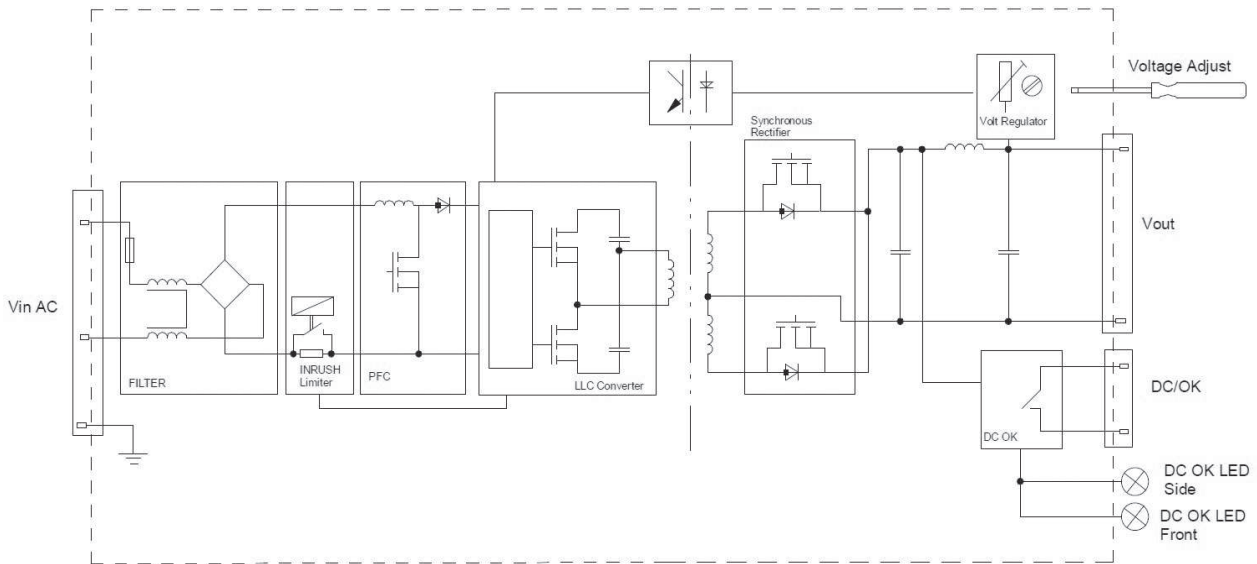 Voltage Adjust
Volt Regulator
Synchronous
Rectifier
Vout
Vin AC
FILTER
INRUSH
Limiter
PFC
LLC Converter
DC/OK
DC OK
DC OK LED
Side
DC OK LED
Front